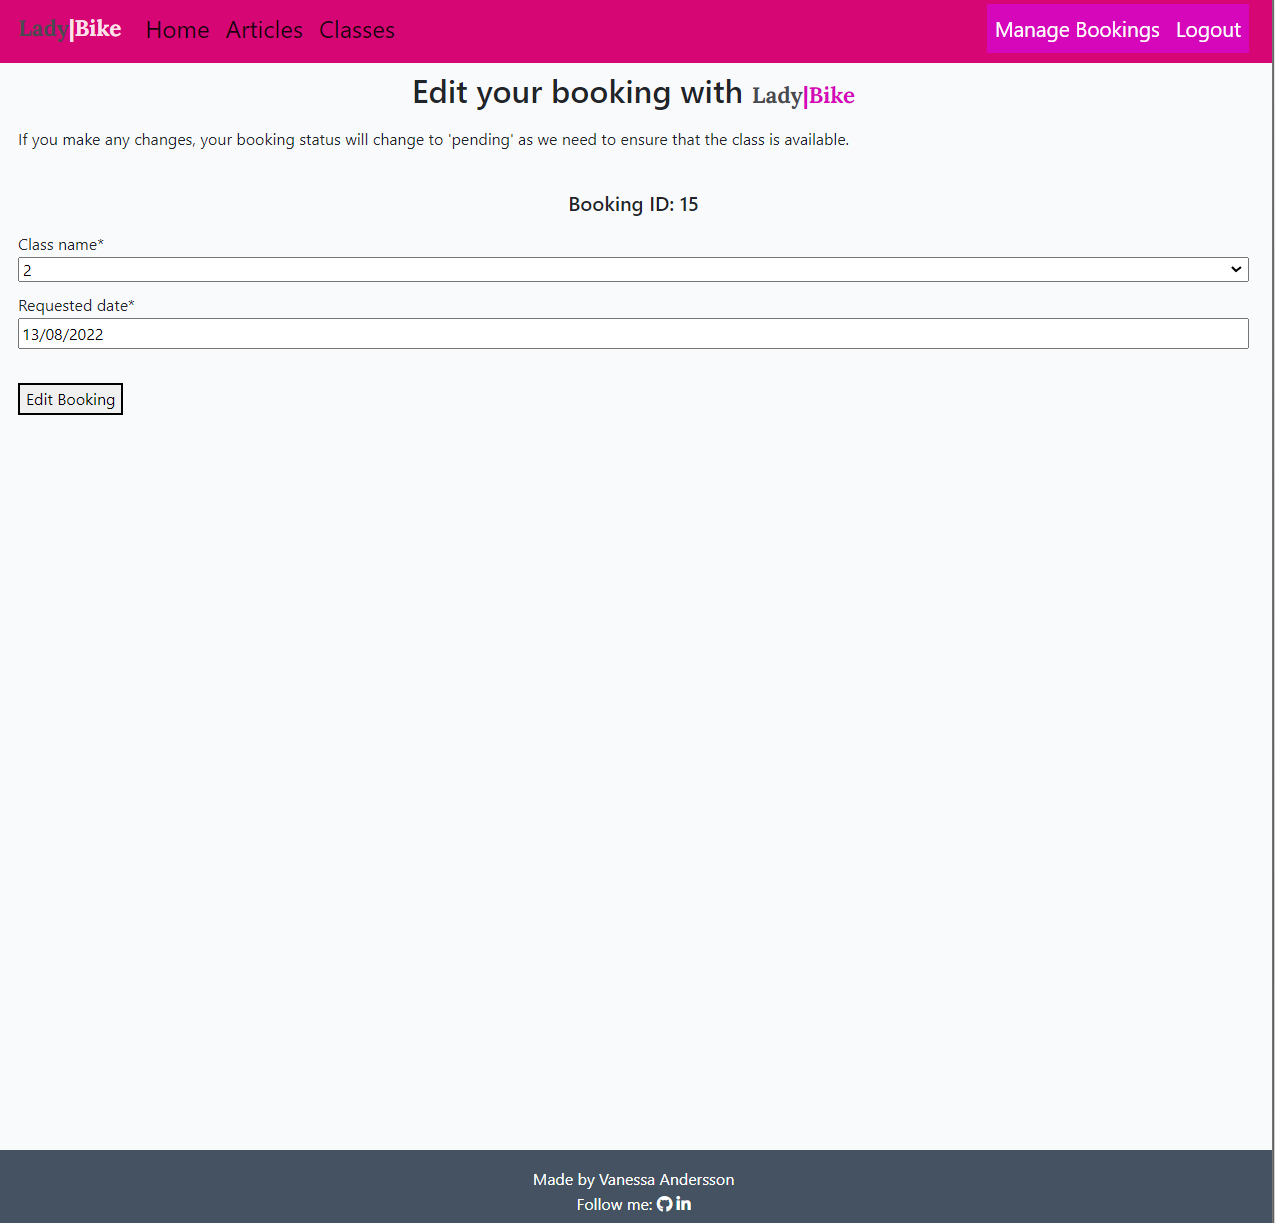 Lady|Bike Home Articles Classes Manage Bookings Logout
Edit your booking with Lady|Bike
If you make any changes, your booking status will change to 'pending' as we need to ensure that the class is available.
Booking ID: 15
Class name*
2
Requested date*
13/08/2022
Edit Booking
Made by Vanessa Andersson
Follow me: